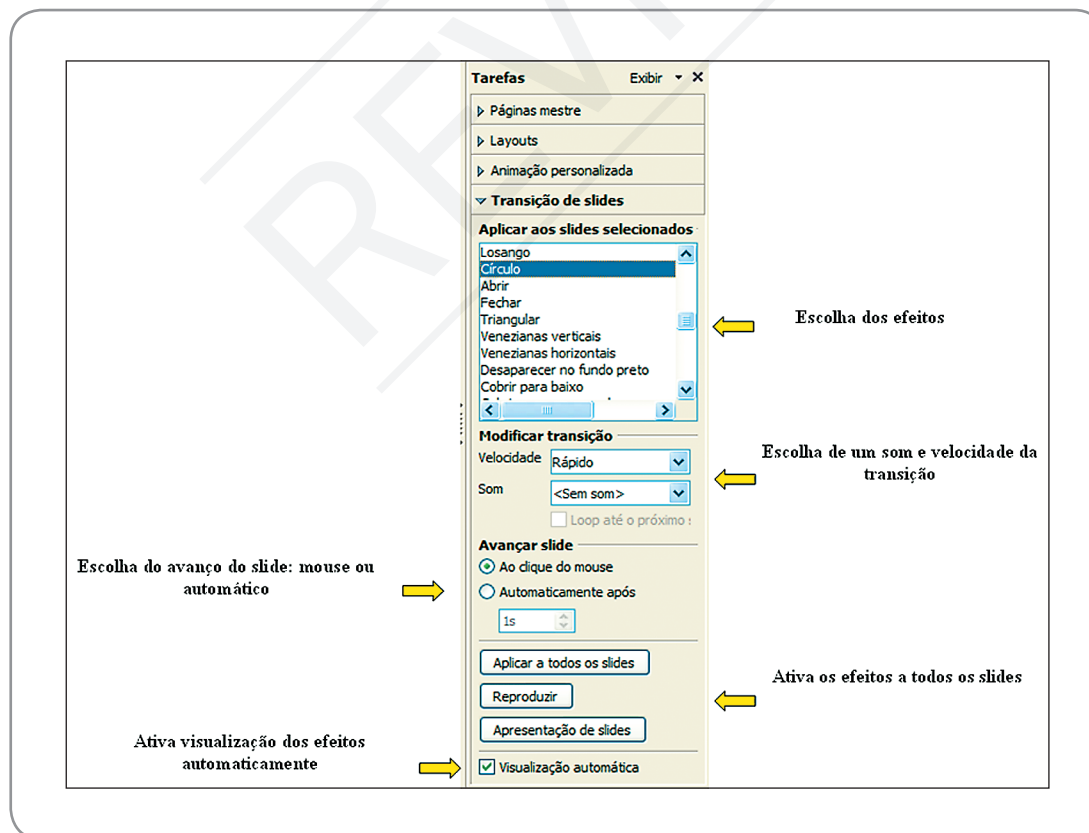 Tarefas Exibir
Páginas mestre
Layouts
Animação personalizada
Transição de slides
Aplicar aos slides selecionados
Losango
Círculo
Abrir
Fechar
Triangular
Venezianas verticais
Venezianas horizontais
Desaparecer no fundo preto
Cobrir para baixo
Escolha dos efeitos
Modificar transição
Velocidade Rápido
Som <Sem som>
Loop até o próximo
Escolha de um som e velocidade da
transição
Avançar slide
Ao clique do mouse
Automaticamente após
1s
Escolha do avanço do slide: mouse ou
automático
Aplicar a todos os slides
Reproduzir
Apresentação de slides
Ativa os efeitos a todos os slides
Visualização automática
Ativa visualização dos efeitos
automaticamente